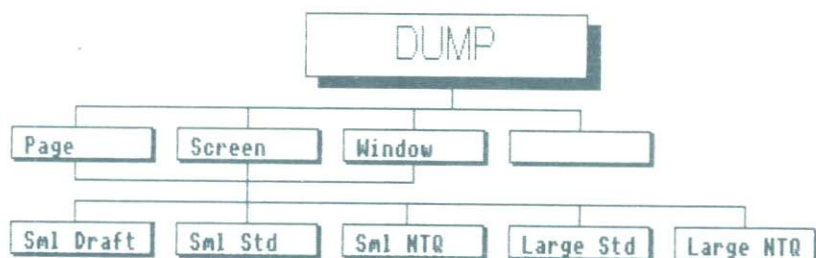 DUMP
Page
Screen
Window
Sml Draft
Sml Std
Sml NTQ
Large Std
Large NTQ